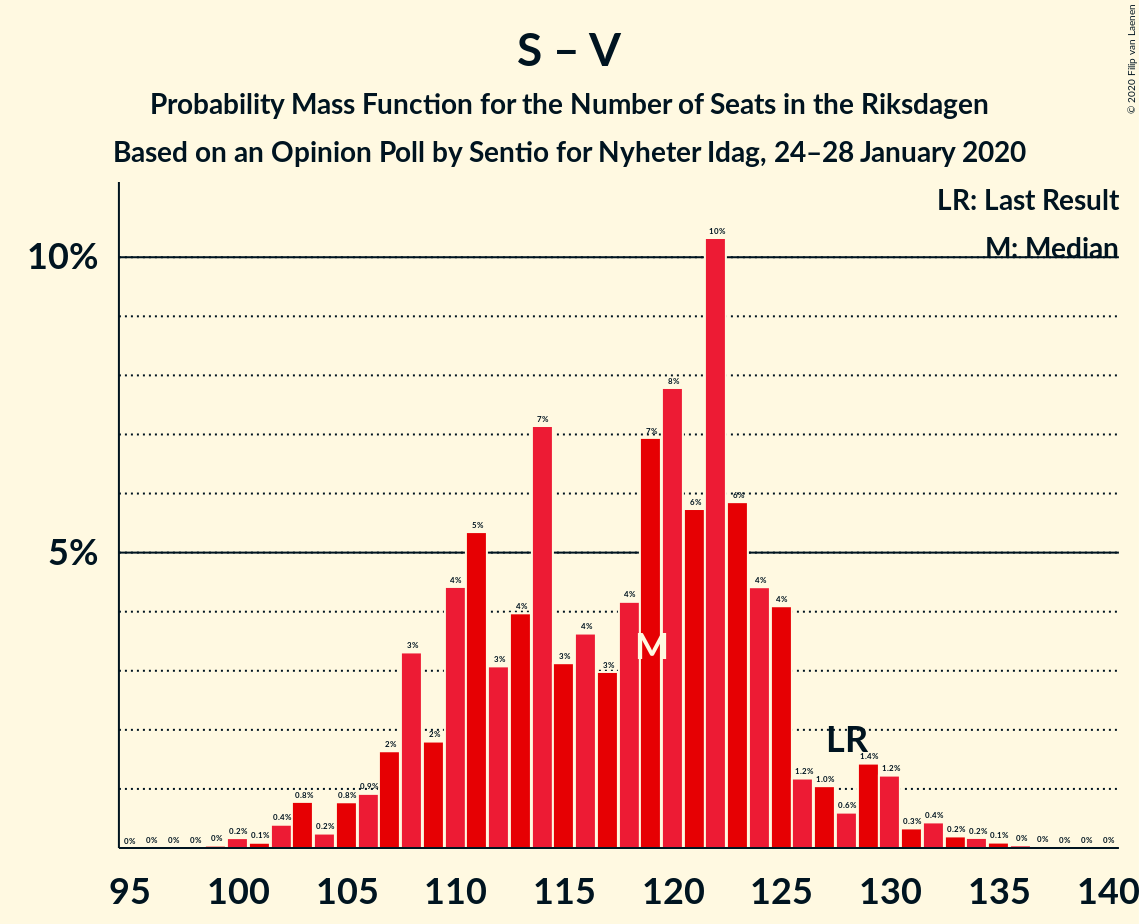 S – V
Probability Mass Function for the Number of Seats in the Riksdagen
Based on an Opinion Poll by Sentio for Nyheter Idag, 24–28 January 2020
© 2020 Filip van Laenen
LR: Last Result
M: Median
10%
5%
0% 0% 0% 0% 0% 0.2% 0.1% 0.4% 0.8% 0.2% 0.8% 0.9% 2% 3% 2% 4% 5% 3% 4% 7% 3% 4% 3% 4% 7% 8% 6% 10% 6% 4% 4% 1.2% 1.0% 0.6% 1.4% 1.2% 0.3% 0.4% 0.2% 0.2% 0.1% 0% 0% 0% 0% 0%
M
LR
95 100 105 110 115 120 125 130 135 140